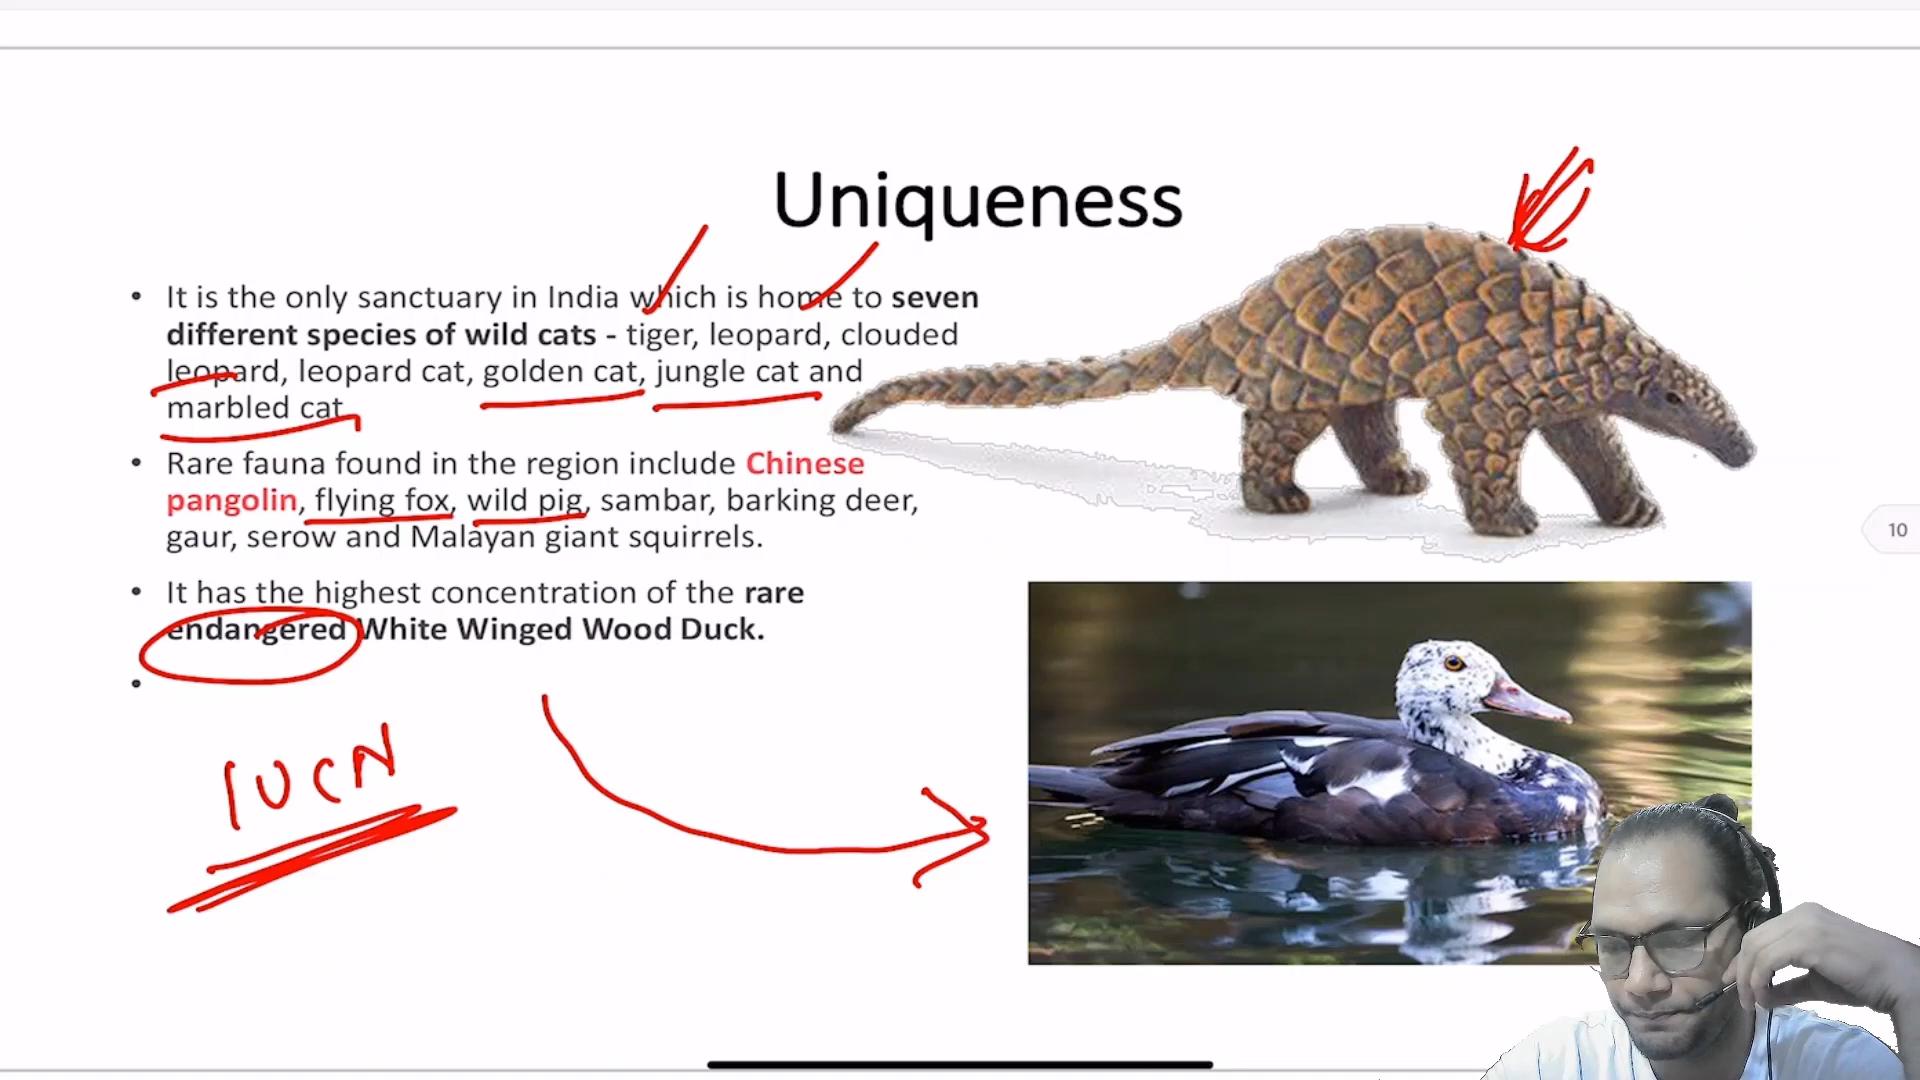 Uniqueness
• It is the only sanctuary in India which is home to seven
different species of wild cats - tiger, leopard, clouded
leopard, leopard cat, golden cat, jungle cat and
marbled cat
• Rare fauna found in the region include Chinese
pangolin, flying fox, wild pig, sambar, barking deer,
gaur, serow and Malayan giant squirrels.
• It has the highest concentration of the rare
endangered White Winged Wood Duck.
•
IUCN
10